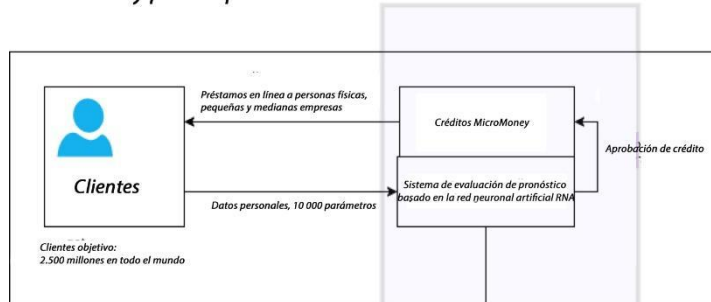 Préstamos en línea a personas físicas,
pequeñas y medianas empresas
Créditos MicroMoney
Aprobación de crédito
Clientes
Sistema de evaluación de pronóstico
basado en la red neuronal artificial RNA
Datos personales, 10 000 parámetros
Clientes objetivo:
2.500 millones en todo el mundo